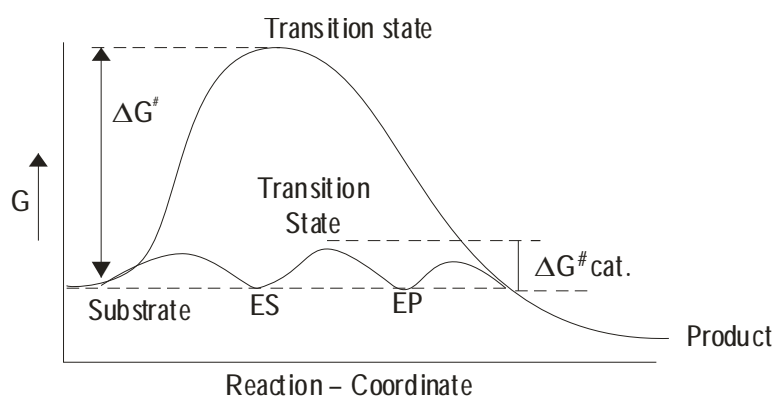 Transition state
ΔG#
Transition
State
G
ΔG# cat.
Substrate
ES
EP
Product
Reaction – Coordinate